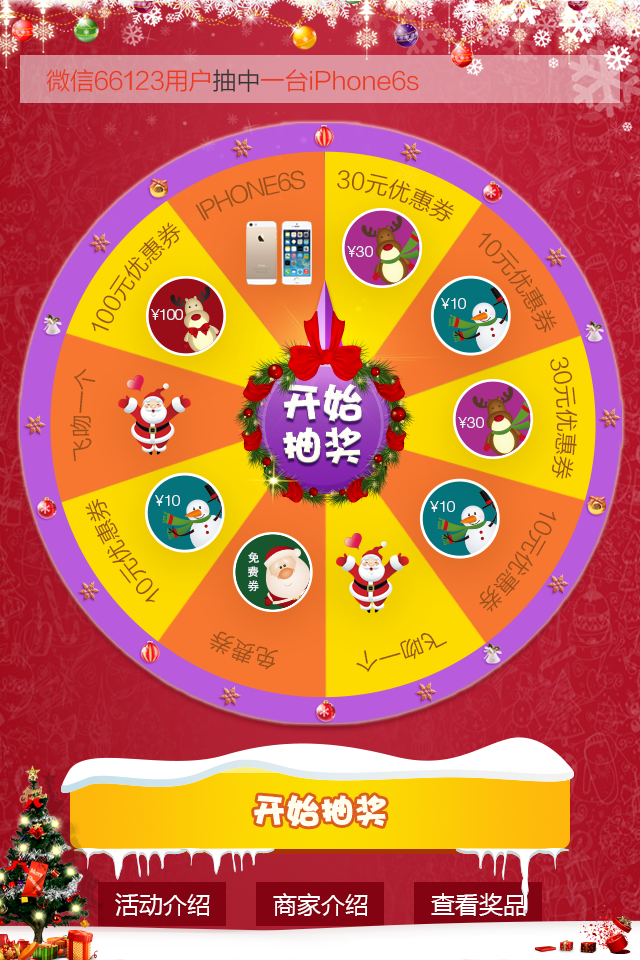 微信66123用户抽中一台iPhone6s
IPHONE6S
30元优惠券
¥30
10元优惠券
¥10
30元优惠券
¥30
10元优惠券
¥10
飞吻一个
免费券
免费券
10元优惠券
¥10
飞吻一个
100元优惠券
¥100
开始
抽奖
开始抽奖
活动介绍
商家介绍
查看奖品